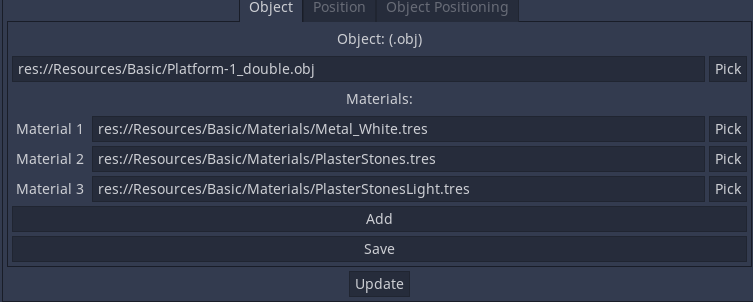 Object Position Object Positioning
Object: (.obj)
res://Resources/Basic/Platform-1_double.obj Pick
Materials:
Material 1 res://Resources/Basic/Materials/Metal_White.tres Pick
Material 2 res://Resources/Basic/Materials/PlasterStones.tres Pick
Material 3 res://Resources/Basic/Materials/PlasterStonesLight.tres Pick
Add
Save
Update